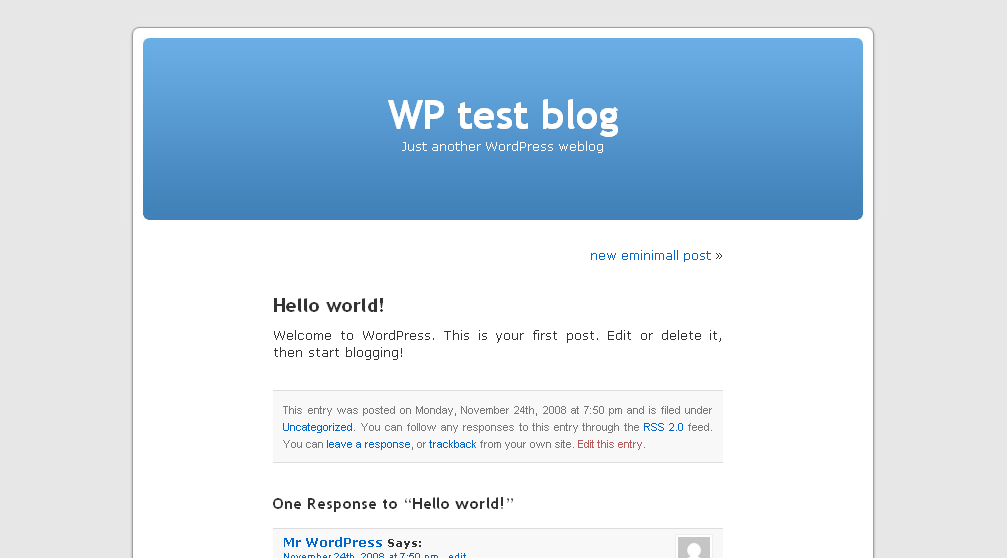 WP test blog
Just another WordPress weblog
new eminimall post »
Hello world!
Welcome to WordPress. This is your first post. Edit or delete it,
then start blogging!
This entry was posted on Monday, November 24th, 2008 at 7:50 pm and is filed under
Uncategorized. You can follow any responses to this entry through the RSS 2.0 feed.
You can leave a response, or trackback from your own site. Edit this entry.
One Response to “Hello world!”
Mr WordPress Says:
November 24th, 2008 at 7:50 pm edit